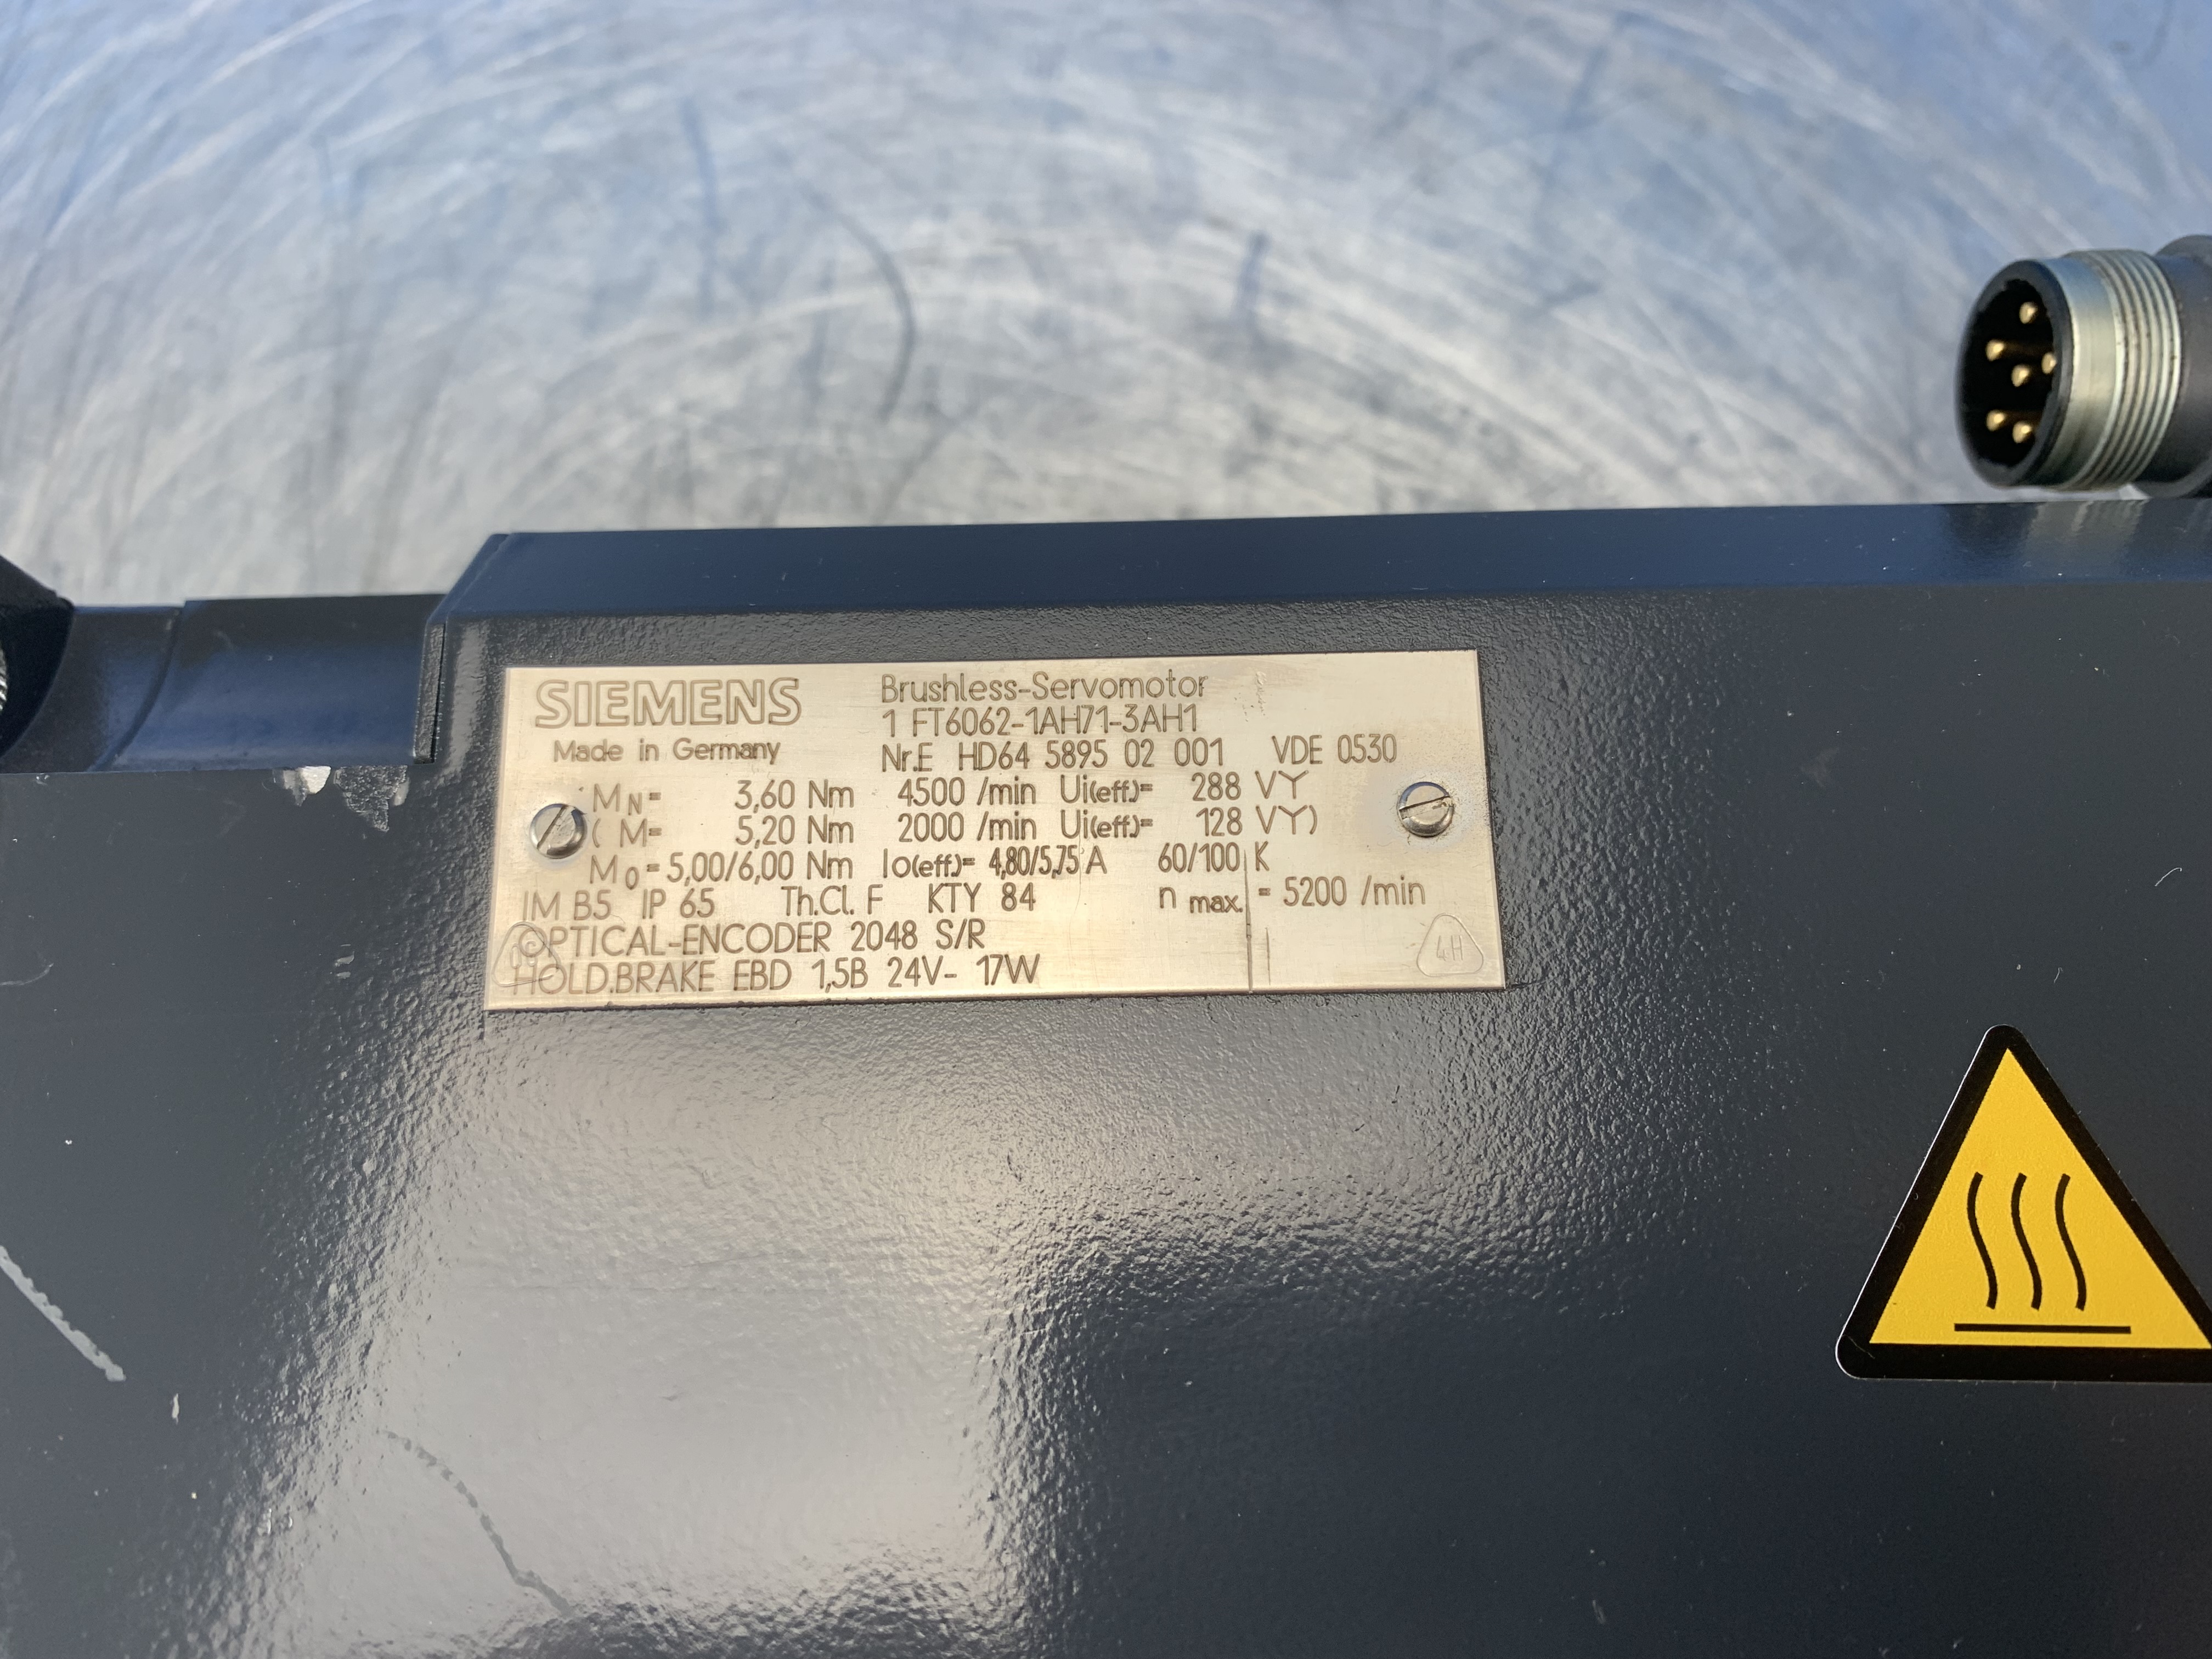 SIEMENS
Made in Germany
Brushless-Servomotor
1 FT6062-1AH71-3AH1
Nr.E HD64 5895 02 001 VDE 0530
MN= 3,60 Nm 4500 /min Ui(eff.)= 288 VY
( M= 5,20 Nm 2000 /min Ui(eff.)= 128 VY)
M0=5,00/6,00 Nm Io(eff.)= 4,80/5,75 A 60/100 K
IM B5 IP 65 Th.Cl. F KTY 84 n max. = 5200 /min
OPTICAL-ENCODER 2048 S/R
HOLD.BRAKE EBD 1,5B 24V- 17W
4H